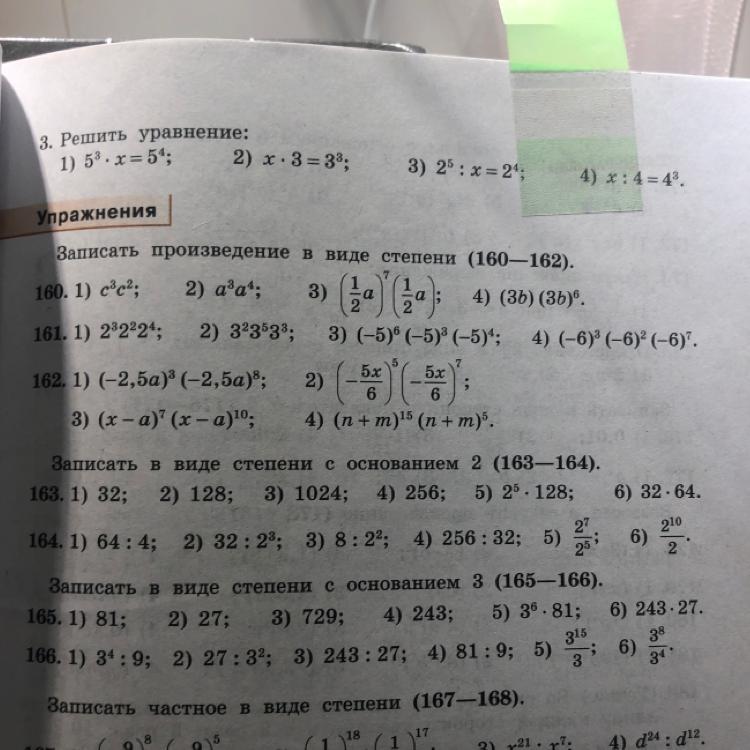 3. Решить уравнение:
1) 5³ · x = 5⁴; 2) x · 3 = 3³; 3) 2⁵ : x = 2⁴; 4) x : 4 = 4³.
Упражнения
Записать произведение в виде степени (160—162).
160. 1) c³c²; 2) a³a⁴; 3) (1/2 a)⁷ (1/2 a); 4) (3b) (3b)⁶.
161. 1) 2³2²2⁴; 2) 3²3⁵3³; 3) (−5)⁶ (−5)³ (−5)⁴; 4) (−6)³ (−6)² (−6)⁷.
162. 1) (−2,5a)³ (−2,5a)⁸; 2) (−5x/6)⁵ (−5x/6)⁷;
3) (x − a)⁷ (x − a)¹⁰; 4) (n + m)¹⁵ (n + m)⁵.
Записать в виде степени с основанием 2 (163—164).
163. 1) 32; 2) 128; 3) 1024; 4) 256; 5) 2⁵ · 128; 6) 32 · 64.
164. 1) 64 : 4; 2) 32 : 2³; 3) 8 : 2²; 4) 256 : 32; 5) 2⁷/2⁵; 6) 2¹⁰/2.
Записать в виде степени с основанием 3 (165—166).
165. 1) 81; 2) 27; 3) 729; 4) 243; 5) 3⁶ · 81; 6) 243 · 27.
166. 1) 3⁴ : 9; 2) 27 : 3²; 3) 243 : 27; 4) 81 : 9; 5) 3¹⁵/3; 6) 3⁸/3⁴.
Записать частное в виде степени (167—168).
3) x²¹ : x⁷; 4) d²⁴ : d¹².